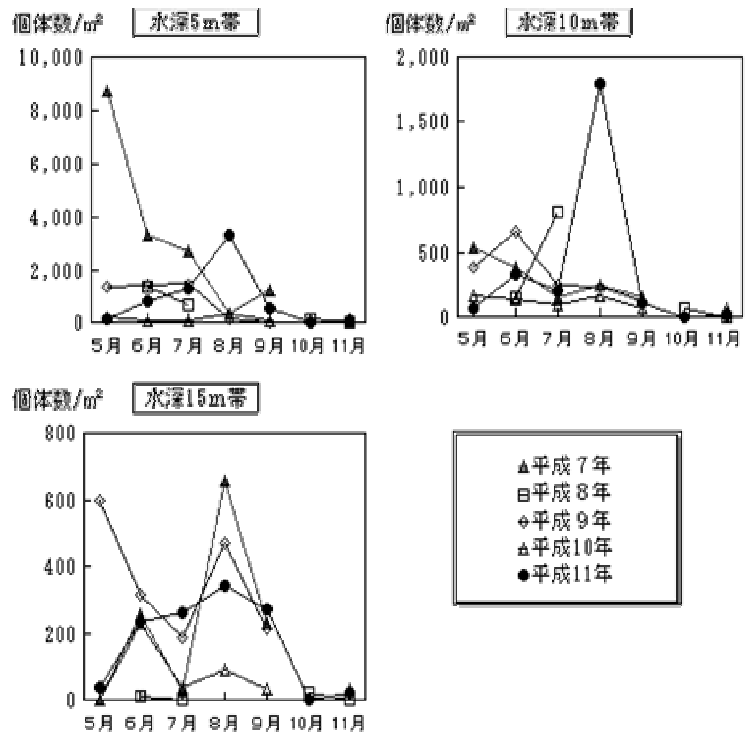 個体数/㎡ 水深5m帯
10,000
8,000
6,000
4,000
2,000
0
5月 6月 7月 8月 9月 10月 11月
個体数/㎡ 水深10m帯
2,000
1,500
1,000
500
0
5月 6月 7月 8月 9月 10月 11月
個体数/㎡ 水深15m帯
800
600
400
200
0
5月 6月 7月 8月 9月 10月 11月
平成7年
平成8年
平成9年
平成10年
平成11年